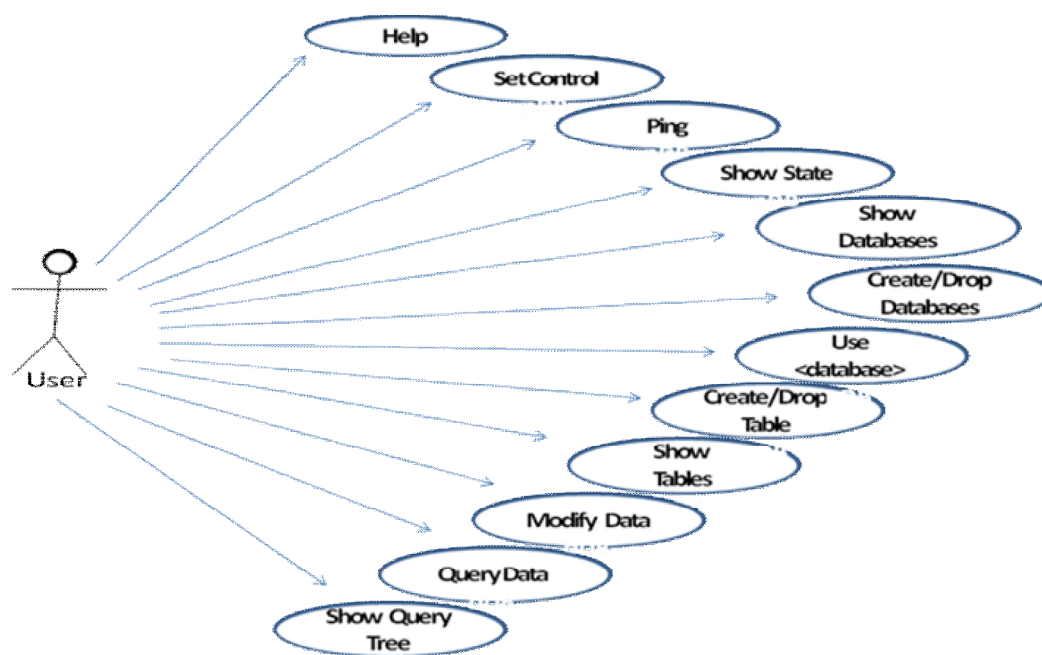 Help
Set Control
Ping
Show State
Show
Databases
Create/Drop
Databases
Use
<database>
Create/Drop
Table
Show
Tables
Modify Data
Query Data
Show Query
Tree
User